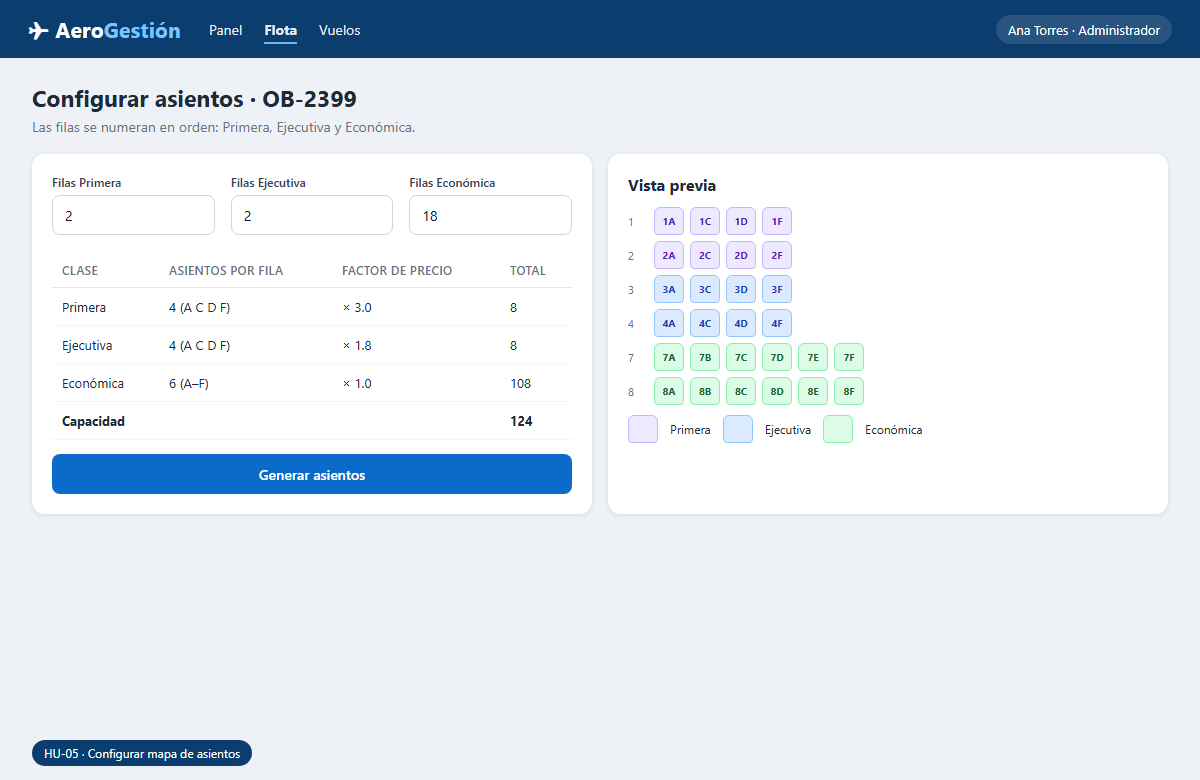 AeroGestión Panel Flota Vuelos Ana Torres · Administrador
Configurar asientos · OB-2399
Las filas se numeran en orden: Primera, Ejecutiva y Económica.
Filas Primera Filas Ejecutiva Filas Económica
2 2 18
CLASE ASIENTOS POR FILA FACTOR DE PRECIO TOTAL
Primera 4 (A C D F) × 3.0 8
Ejecutiva 4 (A C D F) × 1.8 8
Económica 6 (A–F) × 1.0 108
Capacidad 124
Generar asientos
Vista previa
1 1A 1C 1D 1F
2 2A 2C 2D 2F
3 3A 3C 3D 3F
4 4A 4C 4D 4F
7 7A 7B 7C 7D 7E 7F
8 8A 8B 8C 8D 8E 8F
Primera Ejecutiva Económica
HU-05 · Configurar mapa de asientos